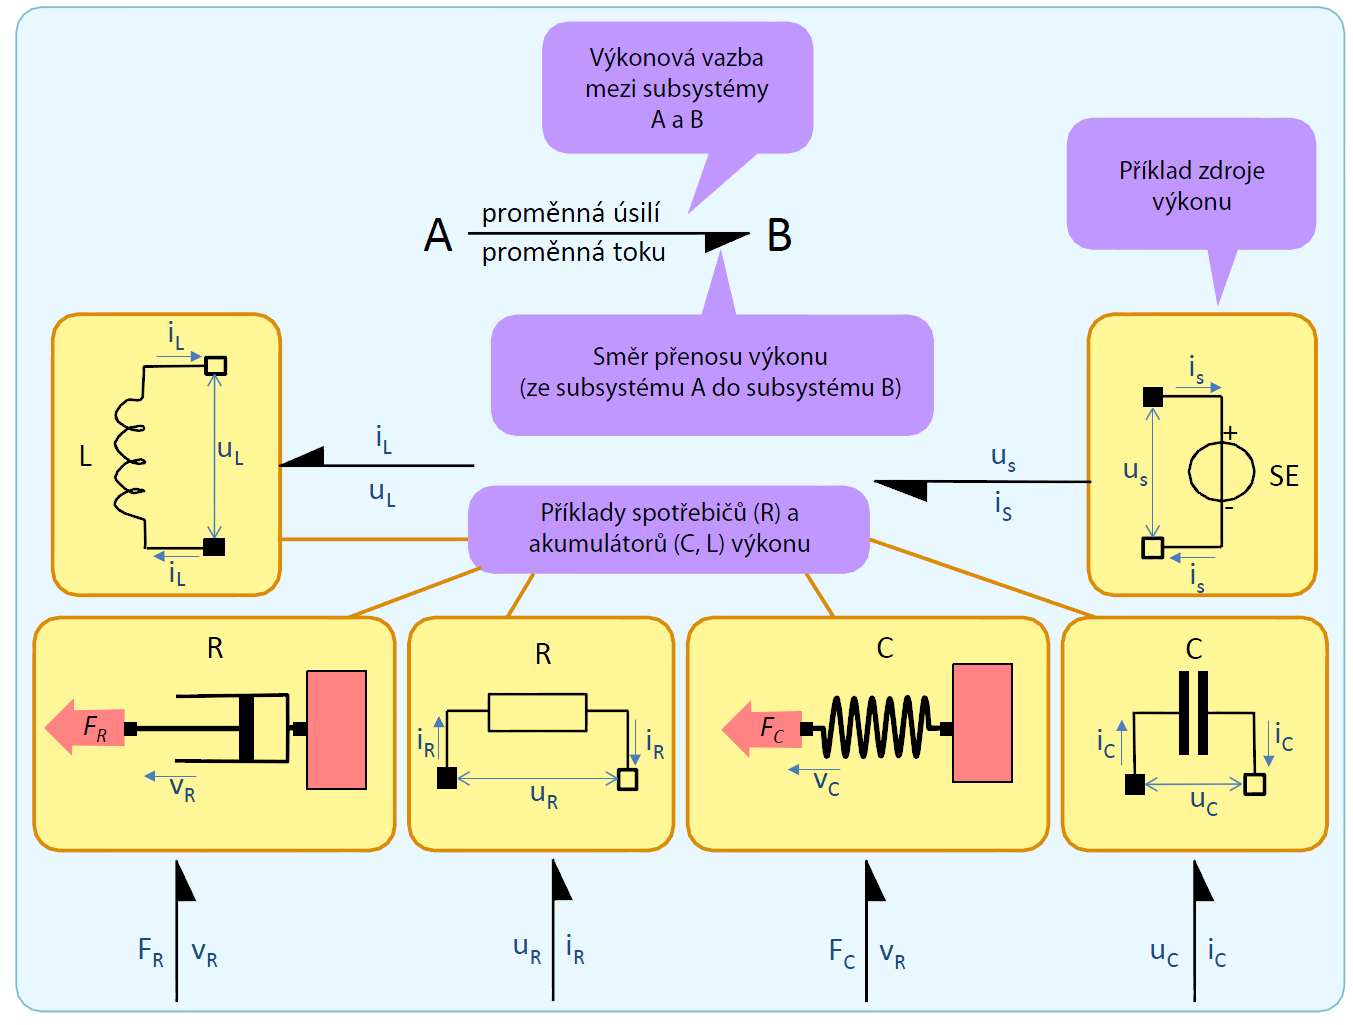 Výkonová vazba
mezi subsystémy
A a B
Příklad zdroje
výkonu
A
proměnná úsilí
proměnná toku
B
Směr přenosu výkonu
(ze subsystému A do subsystému B)
iL
L
uL
iL
iL
uL
us
iS
is
us
+
-
SE
is
Příklady spotřebičů (R) a
akumulátorů (C, L) výkonu
R
FR
vR
R
iR
iR
uR
C
FC
vC
C
iC
iC
uC
FR vR
uR iR
FC vR
uC iC